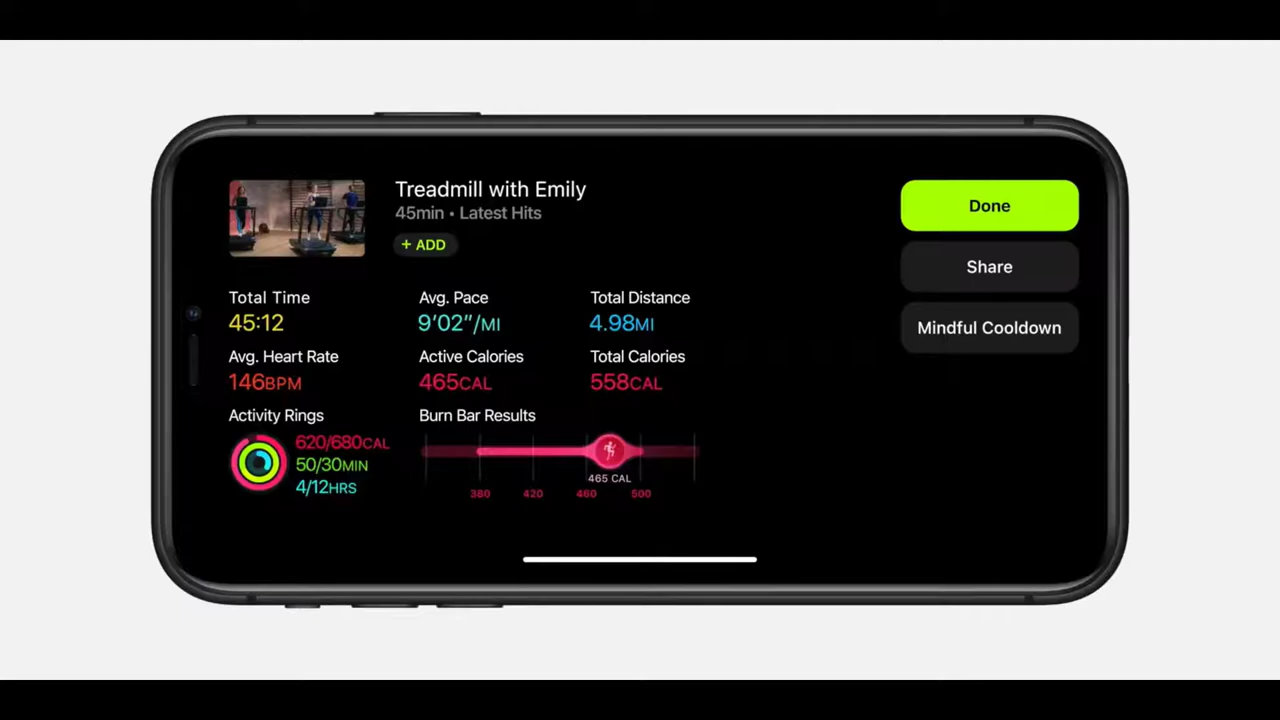 Treadmill with Emily
45min • Latest Hits
+ ADD
Done
Share
Mindful Cooldown
Total Time
45:12
Avg. Pace
9’02”/MI
Total Distance
4.98MI
Avg. Heart Rate
146BPM
Active Calories
465CAL
Total Calories
558CAL
Activity Rings
620/680CAL
50/30MIN
4/12HRS
Burn Bar Results
465 CAL
380 420 460 500